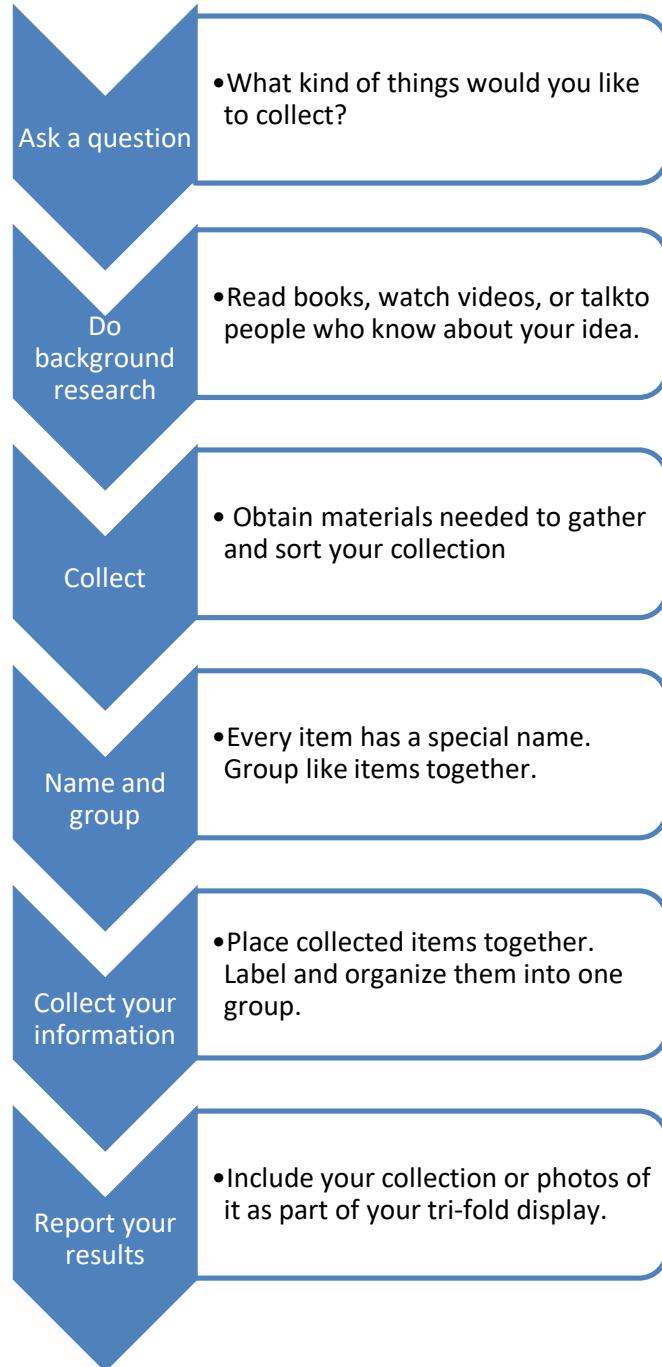 Ask a question
•What kind of things would you like
to collect?
Do
background
research
•Read books, watch videos, or talkto
people who know about your idea.
Collect
• Obtain materials needed to gather
and sort your collection
Name and
group
•Every item has a special name.
Group like items together.
Collect your
information
•Place collected items together.
Label and organize them into one
group.
Report your
results
•Include your collection or photos of
it as part of your tri-fold display.